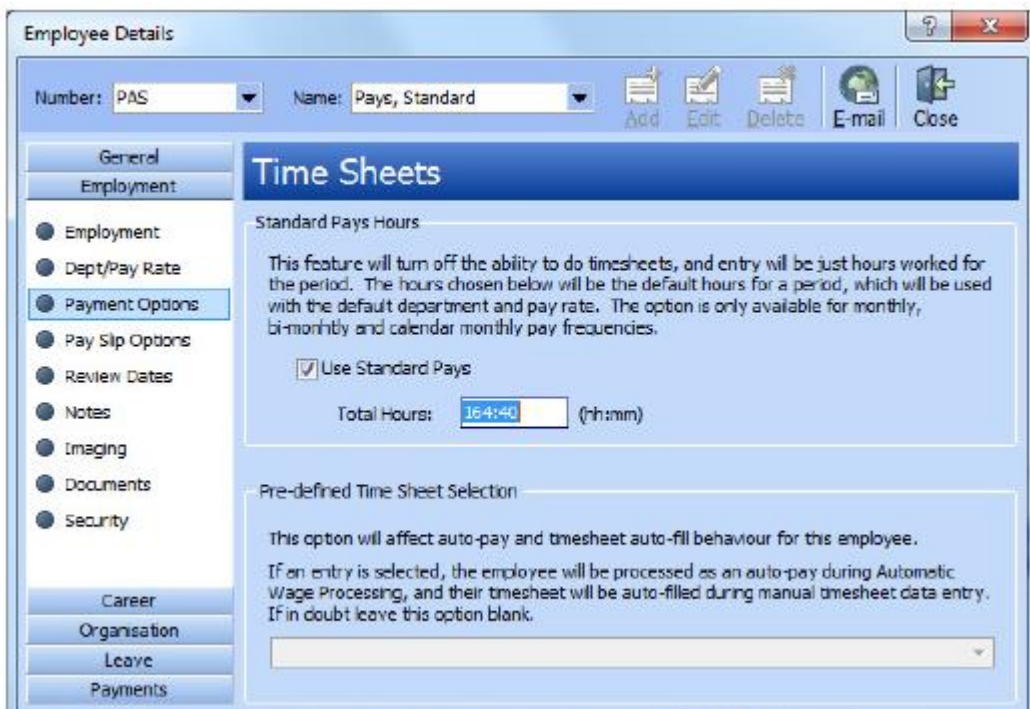 Employee Details
?
Number: PAS
Name: Pays, Standard
Add
Edit
Delete
E-mail
Close
General
Employment
Employment
Dept/Pay Rate
Payment Options
Pay Slip Options
Review Dates
Notes
Imaging
Documents
Security
Career
Organisation
Leave
Payments
Time Sheets
Standard Pays Hours
This feature will turn off the ability to do timesheets, and entry will be just hours worked for
the period. The hours chosen below will be the default hours for a period, which will be used
with the default department and pay rate. The option is only available for monthly,
bi-monhtly and calendar monthly pay frequencies.
Use Standard Pays
Total Hours: 164:40 (hh:mm)
Pre-defined Time Sheet Selection
This option will affect auto-pay and timesheet auto-fill behaviour for this employee.
If an entry is selected, the employee will be processed as an auto-pay during Automatic
Wage Processing, and their timesheet will be auto-filled during manual timesheet data entry.
If in doubt leave this option blank.